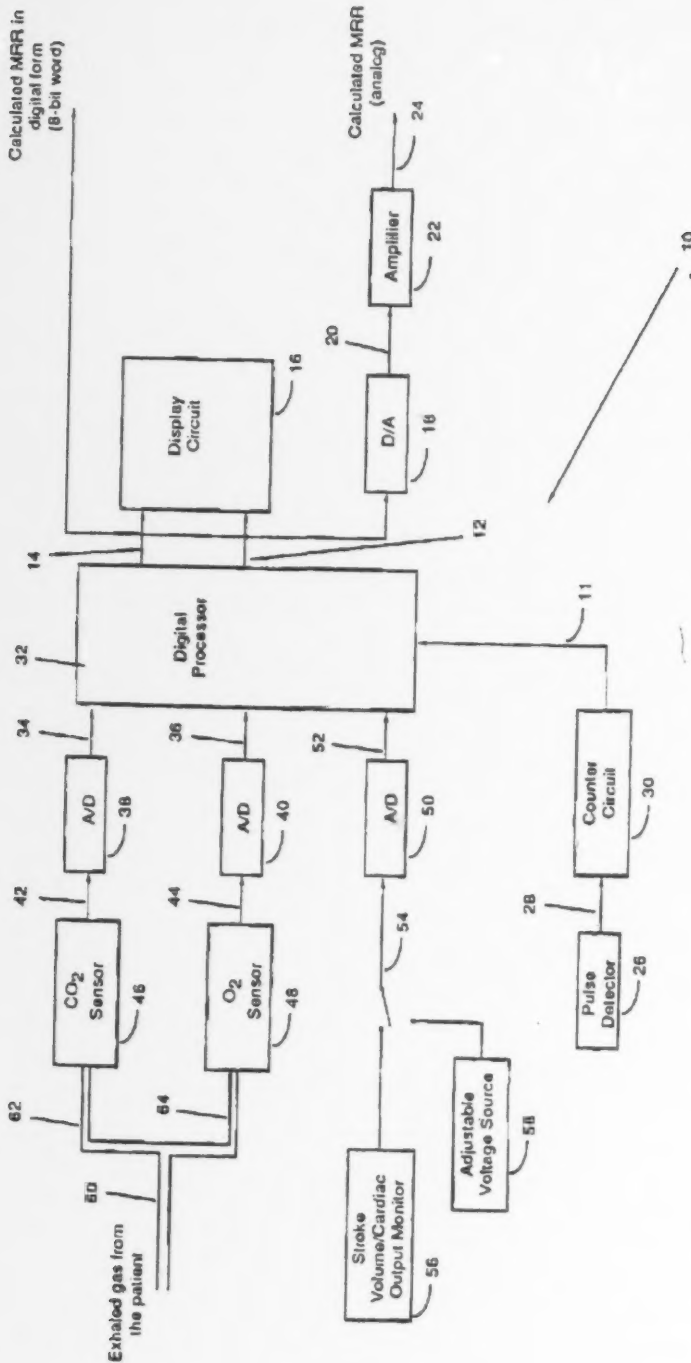 Exhaled gas from
the patient
60
62
64
CO₂
Sensor
46
42
A/D
38
34
32
O₂
Sensor
48
44
A/D
40
36
Digital
Processor
14
12
Display
Circuit
16
Calculated MRR in
digital form
(8-bit word)
Stroke
Volume/Cardiac
Output Monitor
56
Adjustable
Voltage Source
58
54
A/D
50
52
D/A
18
20
Amplifier
22
Calculated MRR
(analog)
24
Pulse
Detector
26
28
Counter
Circuit
30
11
10